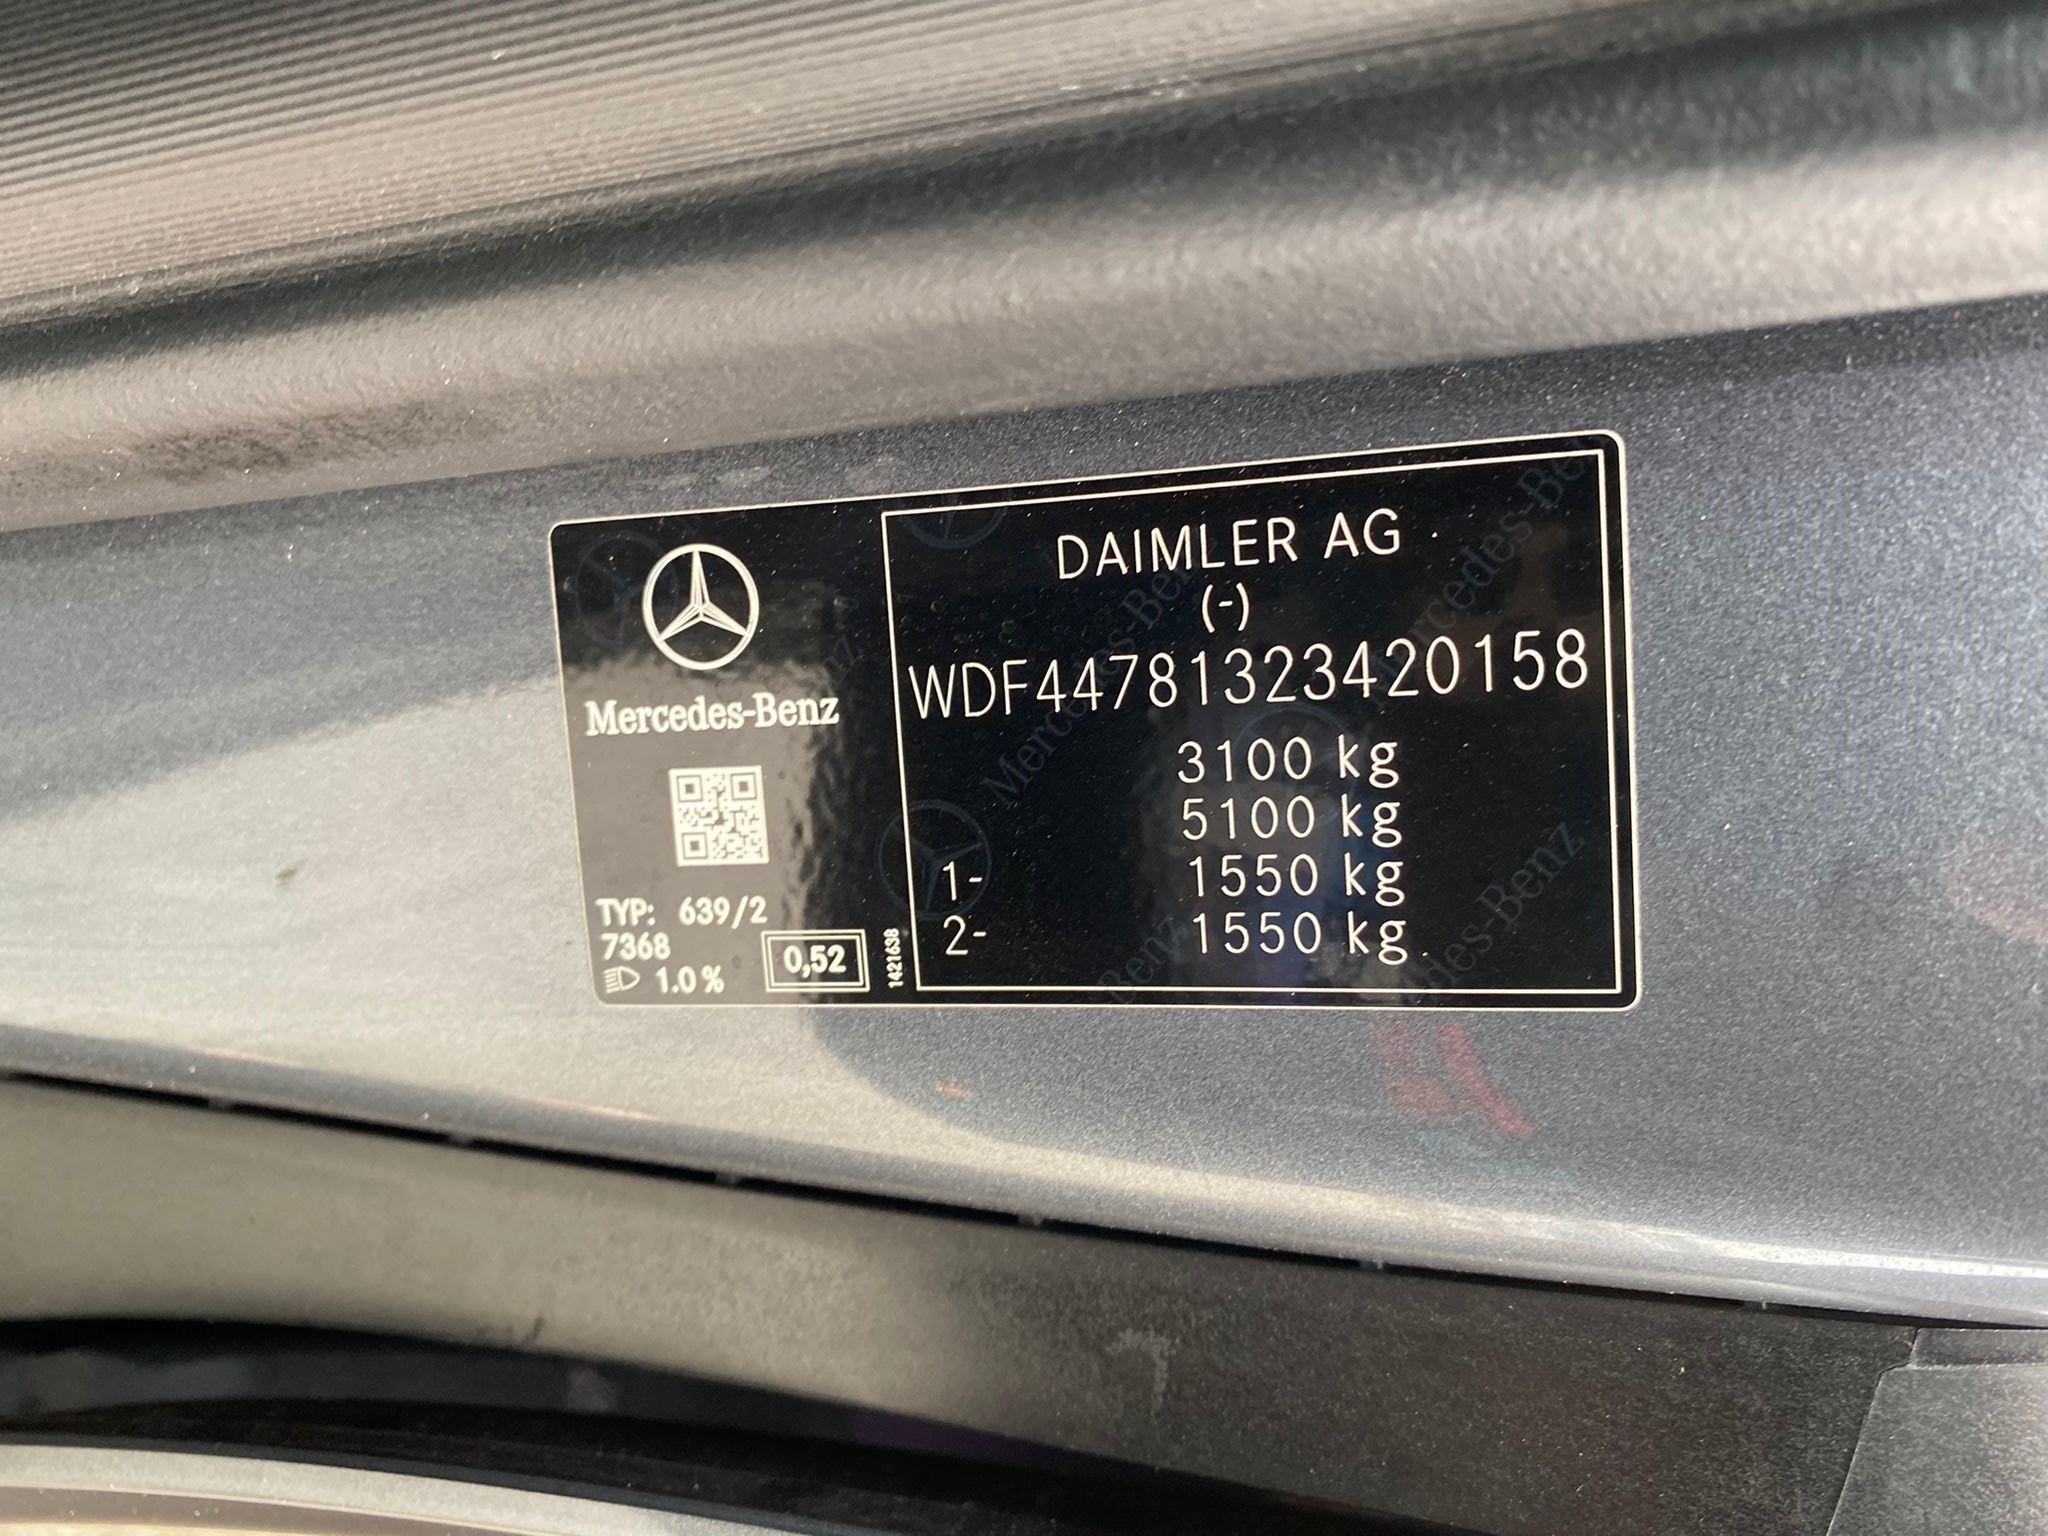 Mercedes-Benz
TYP: 639/2
7368
1.0 %
0,52
1421638
DAIMLER AG
(-)
WDF44781323420158
3100 kg
5100 kg
1- 1550 kg
2- 1550 kg